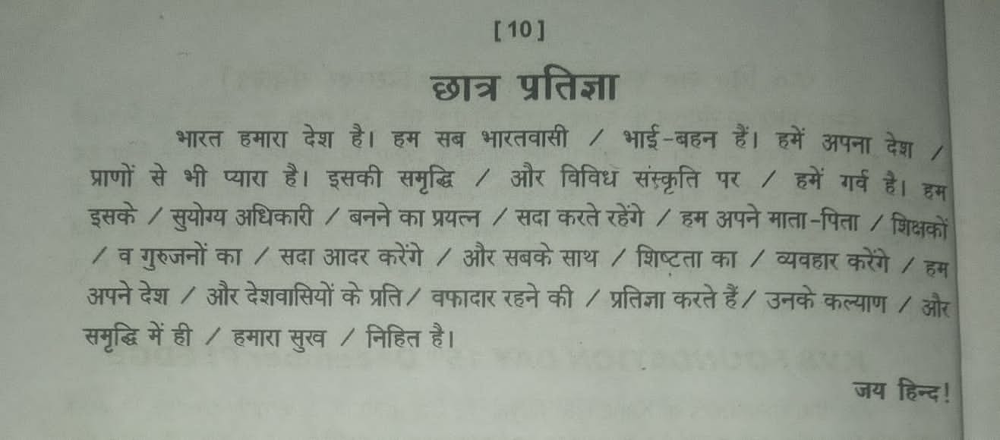 [10]
छात्र प्रतिज्ञा
भारत हमारा देश है। हम सब भारतवासी / भाई-बहन हैं। हमें अपना देश /
प्राणों से भी प्यारा है। इसकी समृद्धि / और विविध संस्कृति पर / हमें गर्व है। हम
इसके / सुयोग्य अधिकारी / बनने का प्रयत्न / सदा करते रहेंगे / हम अपने माता-पिता / शिक्षकों
/ व गुरुजनों का / सदा आदर करेंगे / और सबके साथ / शिष्टता का / व्यवहार करेंगे / हम
अपने देश / और देशवासियों के प्रति / वफादार रहने की / प्रतिज्ञा करते हैं / उनके कल्याण / और
समृद्धि में ही / हमारा सुख / निहित है।
जय हिन्द!